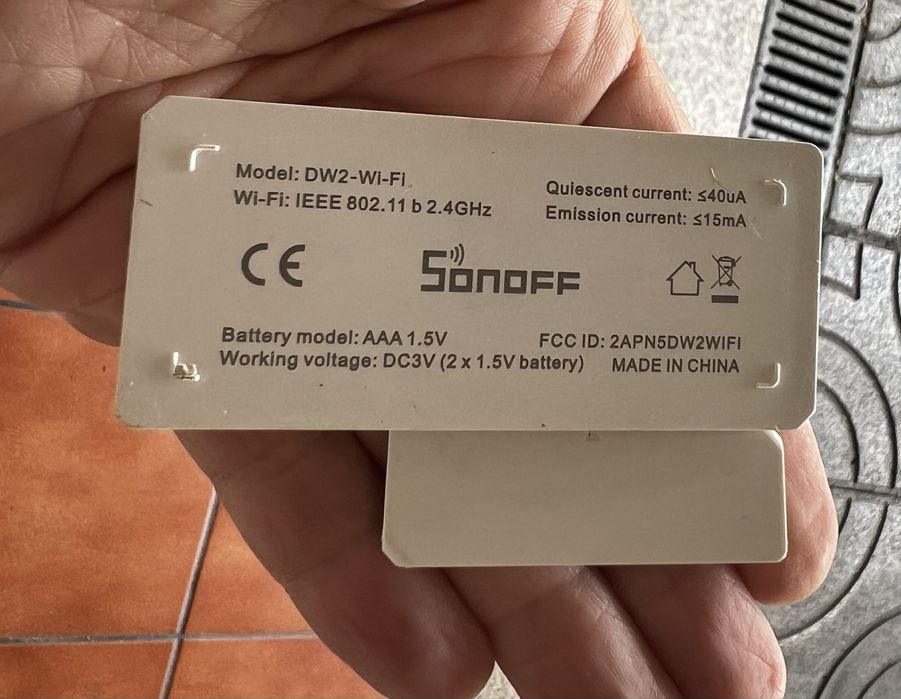 Model: DW2-Wi-Fi
Wi-Fi: IEEE 802.11 b 2.4GHz
Quiescent current: ≤40uA
Emission current: ≤15mA
CE
SONOFF
Battery model: AAA 1.5V
Working voltage: DC3V (2 x 1.5V battery)
FCC ID: 2APN5DW2WIFI
MADE IN CHINA